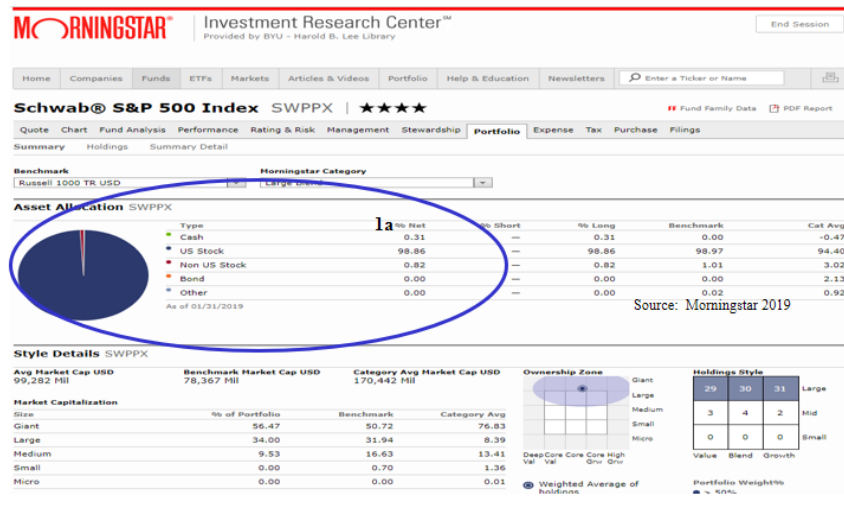 MORNINGSTAR® Investment Research Center℠ End Session
Provided by BYU - Harold B. Lee Library
Home Companies Funds ETFs Markets Articles & Videos Portfolio Help & Education Newsletters Enter a Ticker or Name
Schwab® S&P 500 Index SWPPX | ★★★★ Fund Family Data PDF Report
Quote Chart Fund Analysis Performance Rating & Risk Management Stewardship Portfolio Expense Tax Purchase Filings
Summary Holdings Summary Detail
Benchmark Morningstar Category
Russell 1000 TR USD Large Blend
Asset Allocation SWPPX
1a
Type % Net % Short % Long Benchmark Cat Avg
Cash 0.31 — 0.31 0.00 -0.47
US Stock 98.86 — 98.86 98.97 94.40
Non US Stock 0.82 — 0.82 1.01 3.02
Bond 0.00 — 0.00 0.00 2.13
Other 0.00 — 0.00 0.02 0.92
As of 01/31/2019
Source: Morningstar 2019
Style Details SWPPX
Avg Market Cap USD Benchmark Market Cap USD Category Avg Market Cap USD Ownership Zone Holdings Style
99,282 Mil 78,367 Mil 170,442 Mil
Market Capitalization
Size % of Portfolio Benchmark Category Avg
Giant 56.47 50.72 76.83
Large 34.00 31.94 8.39
Medium 9.53 16.63 13.41
Small 0.00 0.70 1.36
Micro 0.00 0.00 0.01
Giant
Large
Medium
Small
Micro
Deep Val Core Val Core Core Grw High Grw
Weighted Average of
holdings
29 30 31 Large
3 4 2 Mid
0 0 0 Small
Value Blend Growth
Portfolio Weight%
> 50%